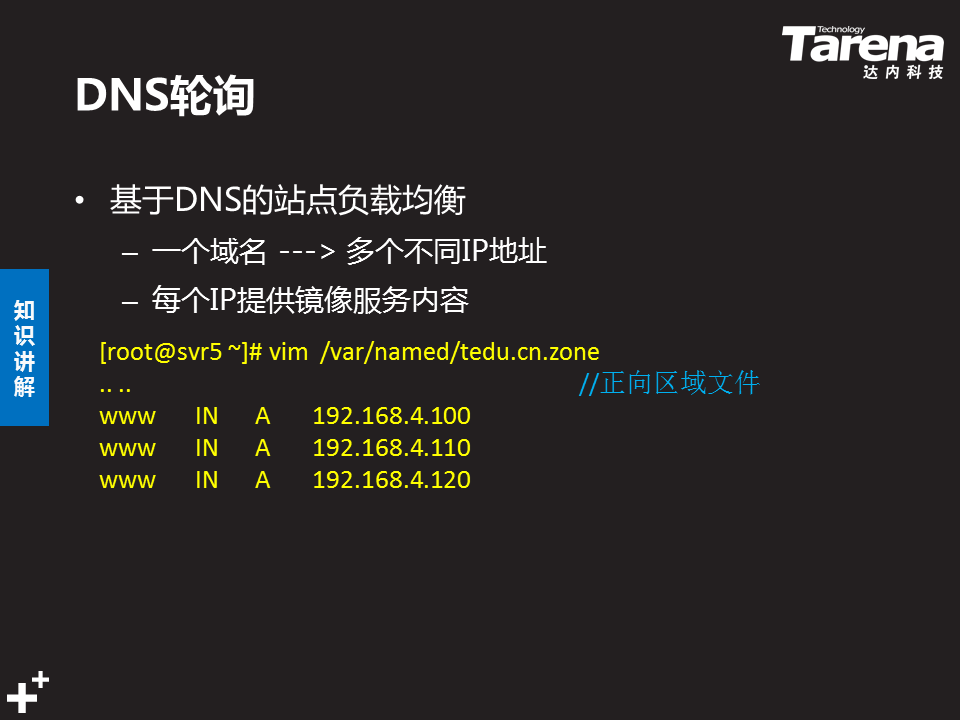 Technology
Tarena
达内科技
DNS轮询
• 基于DNS的站点负载均衡
– 一个域名 ---> 多个不同IP地址
– 每个IP提供镜像服务内容
知识讲解
[root@svr5 ~]# vim /var/named/tedu.cn.zone
.. .. //正向区域文件
www IN A 192.168.4.100
www IN A 192.168.4.110
www IN A 192.168.4.120